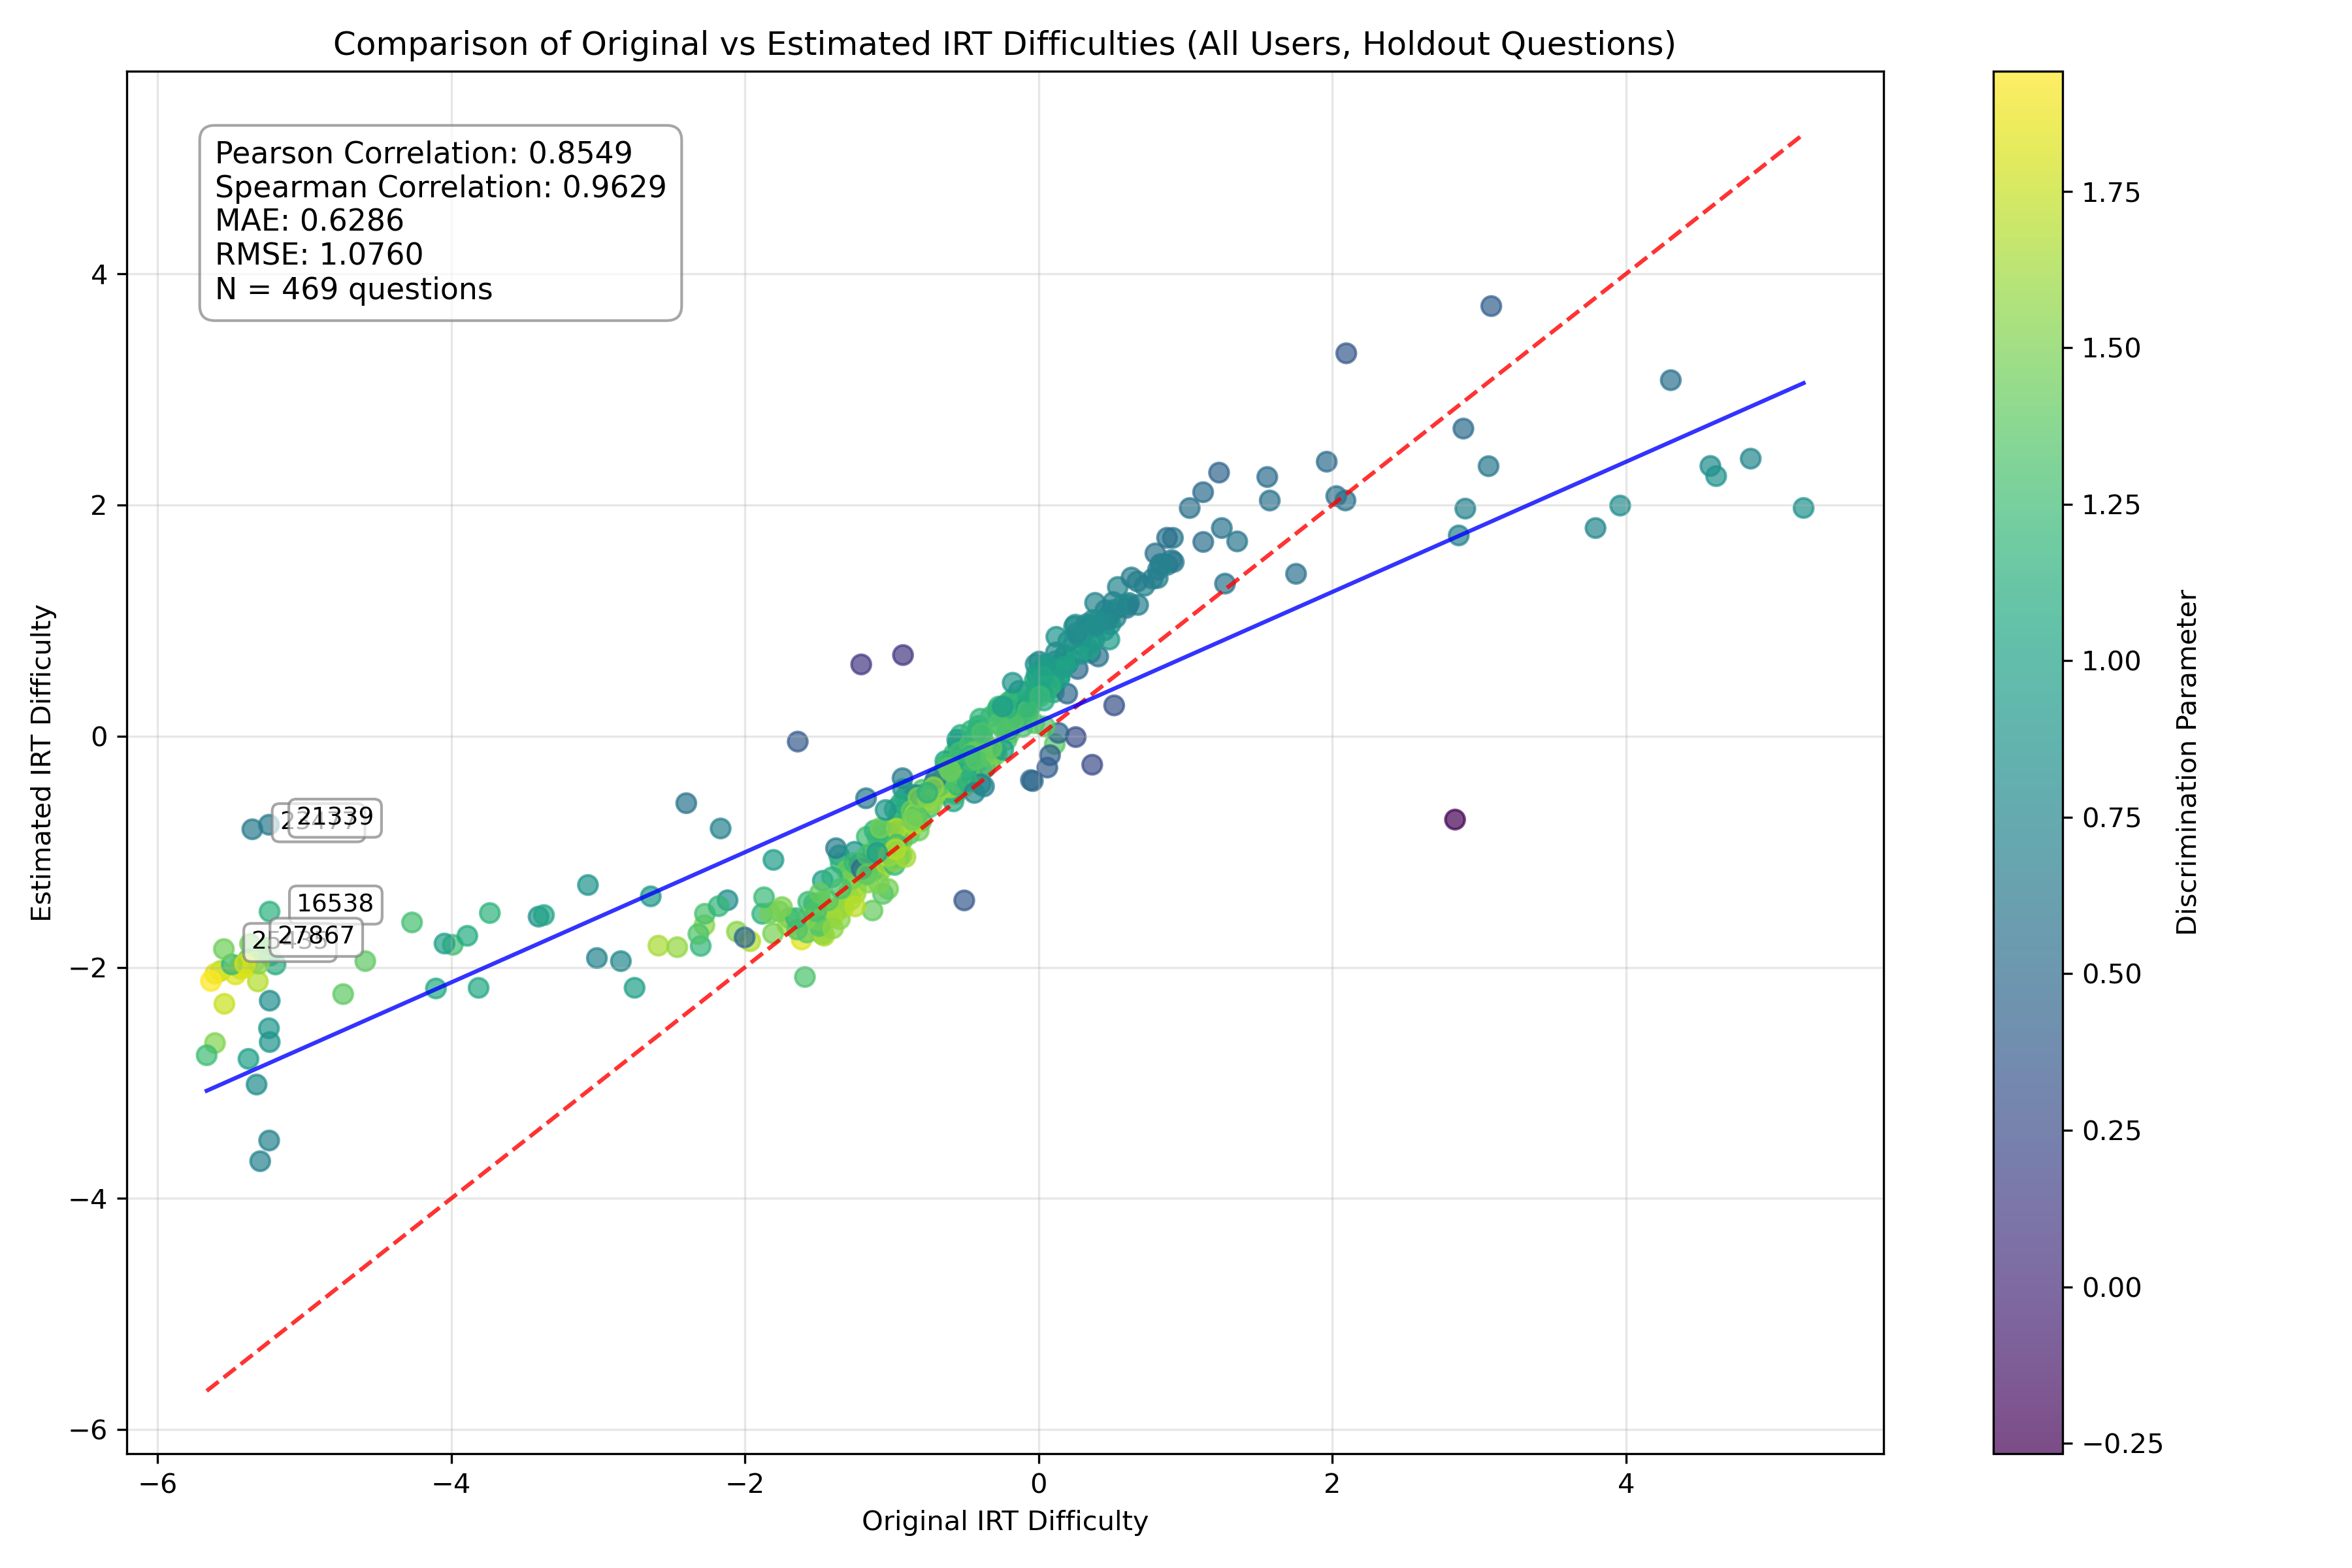 Comparison of Original vs Estimated IRT Difficulties (All Users, Holdout Questions)
Pearson Correlation: 0.8549
Spearman Correlation: 0.9629
MAE: 0.6286
RMSE: 1.0760
N = 469 questions
4
2
0
−2
−4
−6
Estimated IRT Difficulty
21339
16538
27867
−6
−4
−2
0
2
4
Original IRT Difficulty
1.75
1.50
1.25
1.00
0.75
0.50
0.25
0.00
−0.25
Discrimination Parameter